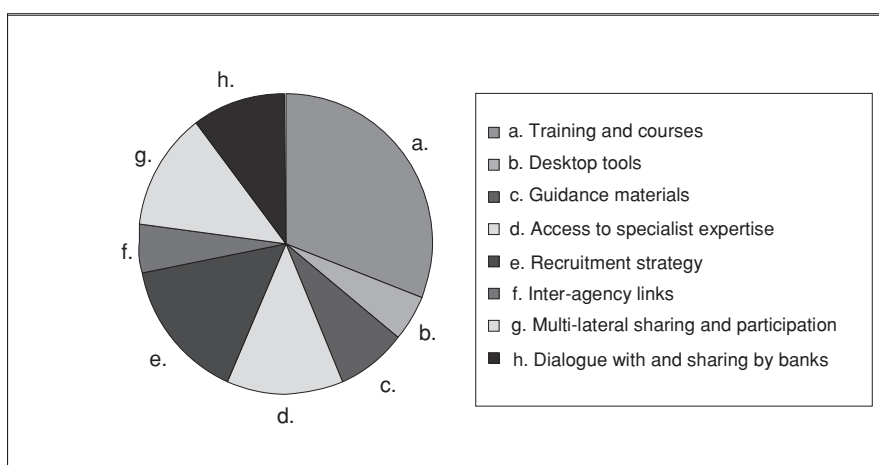 h.
a.
g.
f.
b.
e.
c.
d.
a. Training and courses
b. Desktop tools
c. Guidance materials
d. Access to specialist expertise
e. Recruitment strategy
f. Inter-agency links
g. Multi-lateral sharing and participation
h. Dialogue with and sharing by banks